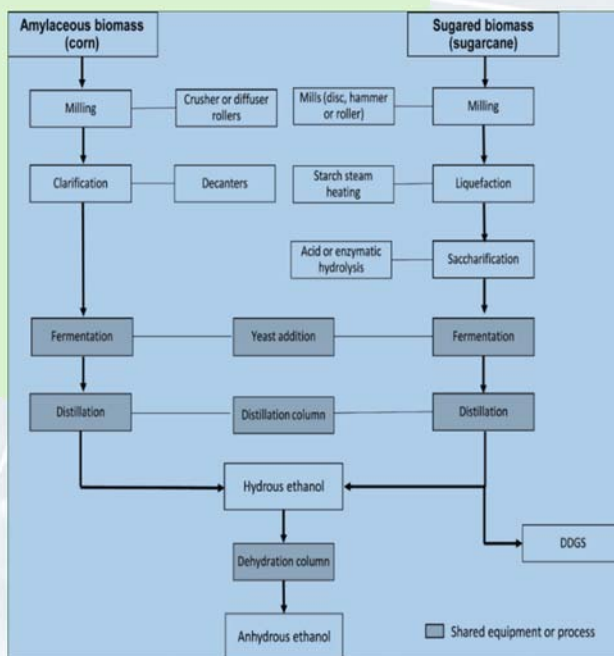 Amylaceous biomass
(corn)
Sugared biomass
(sugarcane)
Milling
Crusher or diffuser
rollers
Mills (disc, hammer
or roller)
Milling
Clarification
Decanters
Starch steam
heating
Liquefaction
Acid or enzymatic
hydrolysis
Saccharification
Fermentation
Yeast addition
Fermentation
Distillation
Distillation column
Distillation
Hydrous ethanol
DDGS
Dehydration column
Anhydrous ethanol
Shared equipment or process